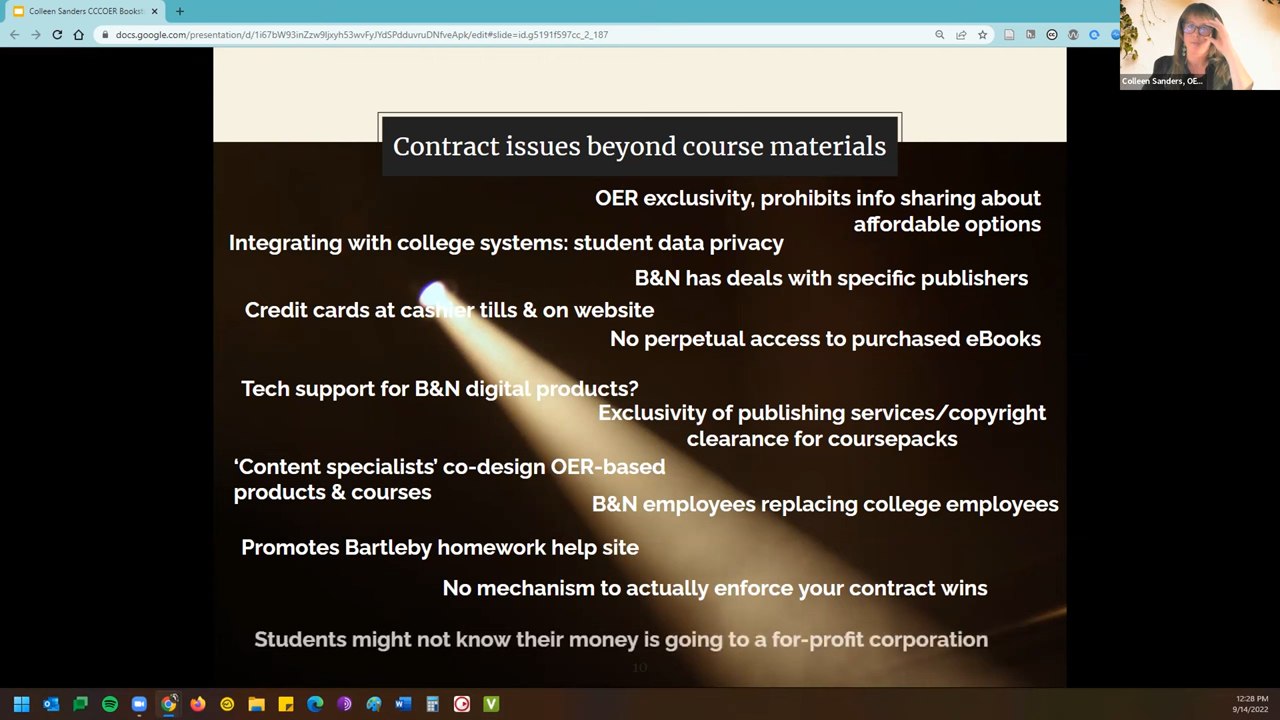 Colleen Sanders CCCOER Bookst
docs.google.com/presentation/d/1i67bW93inZzw9ljxyh53wvFyJYdSPdduvruDNfveApk/edit#slide=id.g5191f597cc_2_187
Colleen Sanders, OE...
Contract issues beyond course materials
OER exclusivity, prohibits info sharing about
affordable options
Integrating with college systems: student data privacy
B&N has deals with specific publishers
Credit cards at cashier tills & on website
No perpetual access to purchased eBooks
Tech support for B&N digital products?
Exclusivity of publishing services/copyright
clearance for coursepacks
‘Content specialists’ co-design OER-based
products & courses
B&N employees replacing college employees
Promotes Bartleby homework help site
No mechanism to actually enforce your contract wins
Students might not know their money is going to a for-profit corporation
10
12:28 PM
9/14/2022